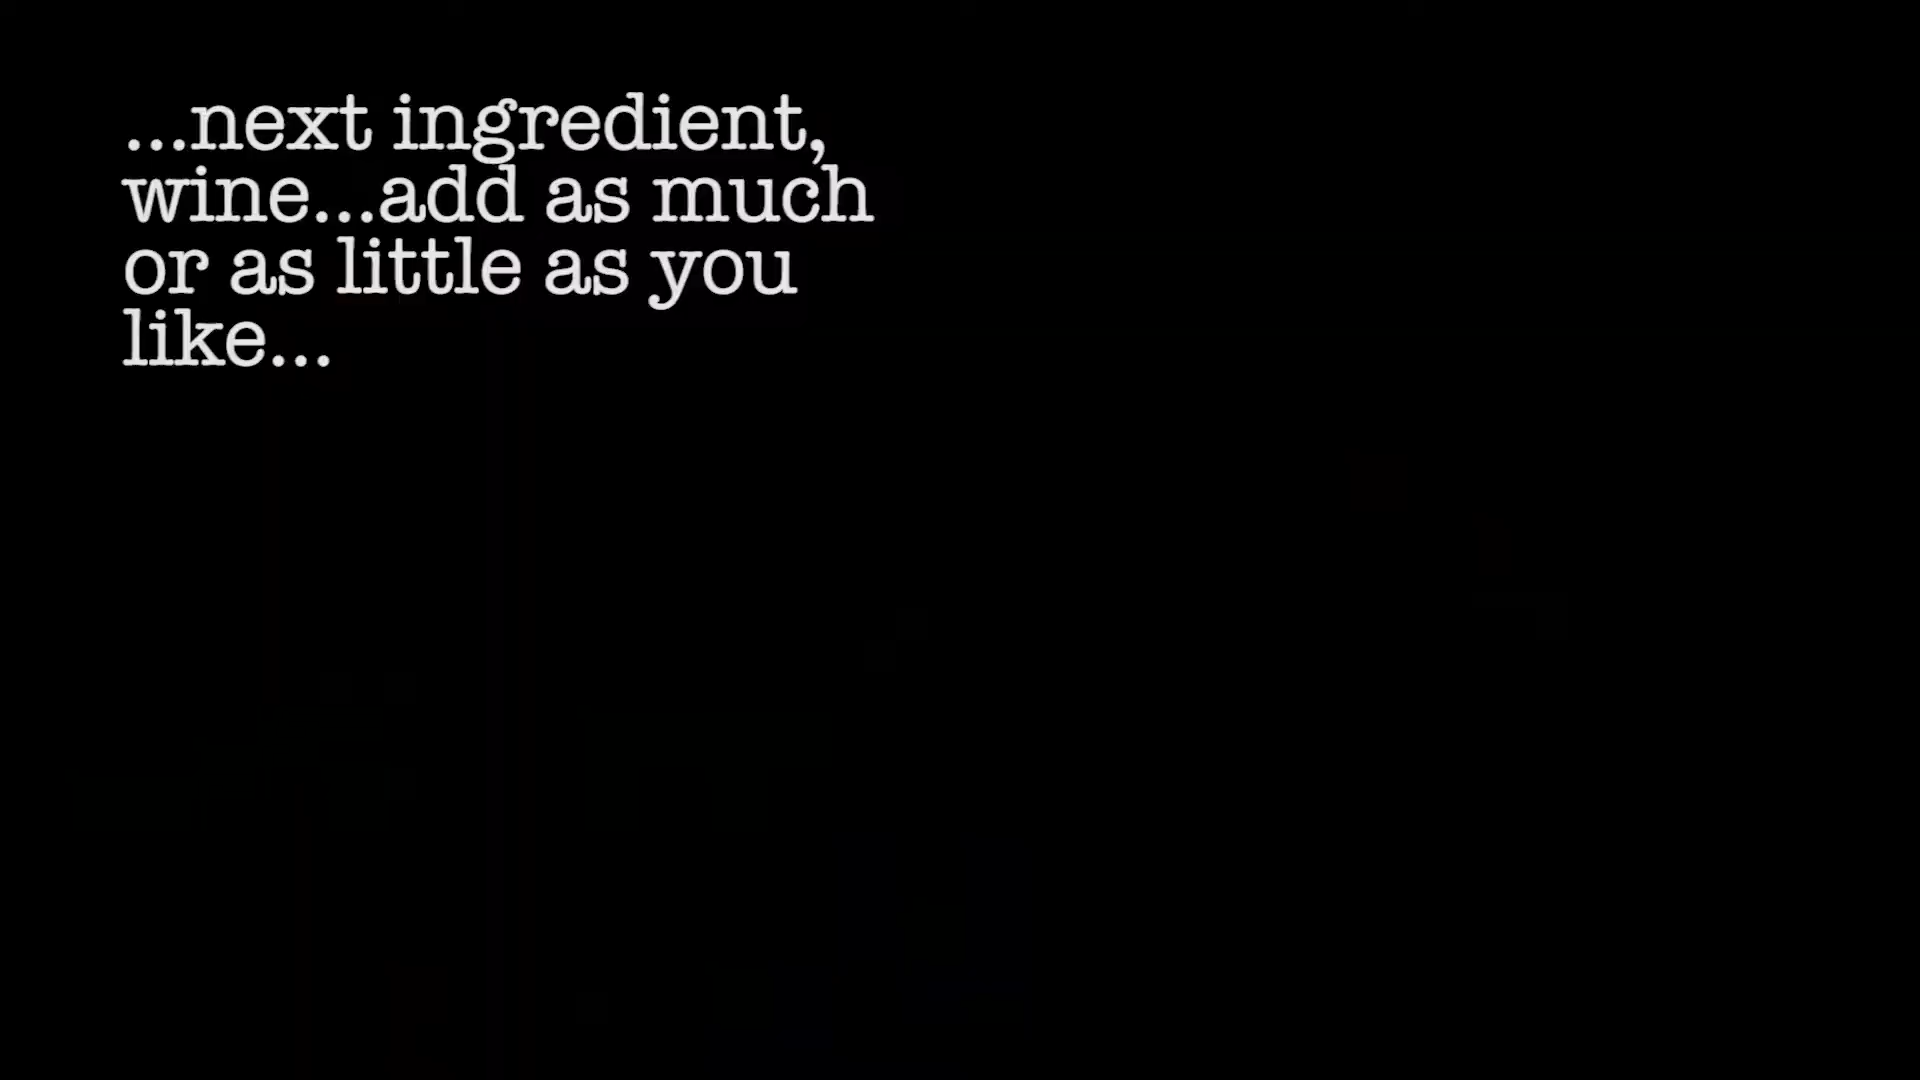 ...next ingredient,
wine...add as much
or as little as you
like...